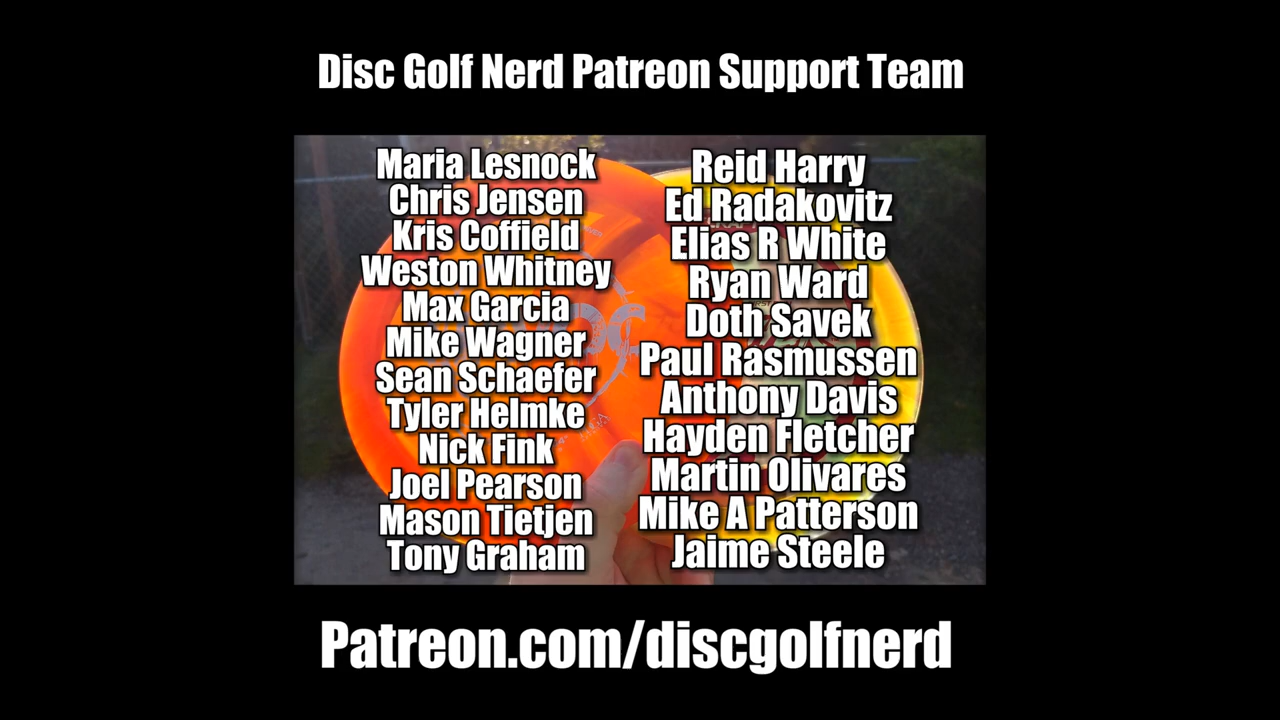 Disc Golf Nerd Patreon Support Team
Maria Lesnock
Chris Jensen
Kris Coffield
Weston Whitney
Max Garcia
Mike Wagner
Sean Schaefer
Tyler Helmke
Nick Fink
Joel Pearson
Mason Tietjen
Tony Graham
Reid Harry
Ed Radakovitz
Elias R White
Ryan Ward
Doth Savek
Paul Rasmussen
Anthony Davis
Hayden Fletcher
Martin Olivares
Mike A Patterson
Jaime Steele
Patreon.com/discgolfnerd